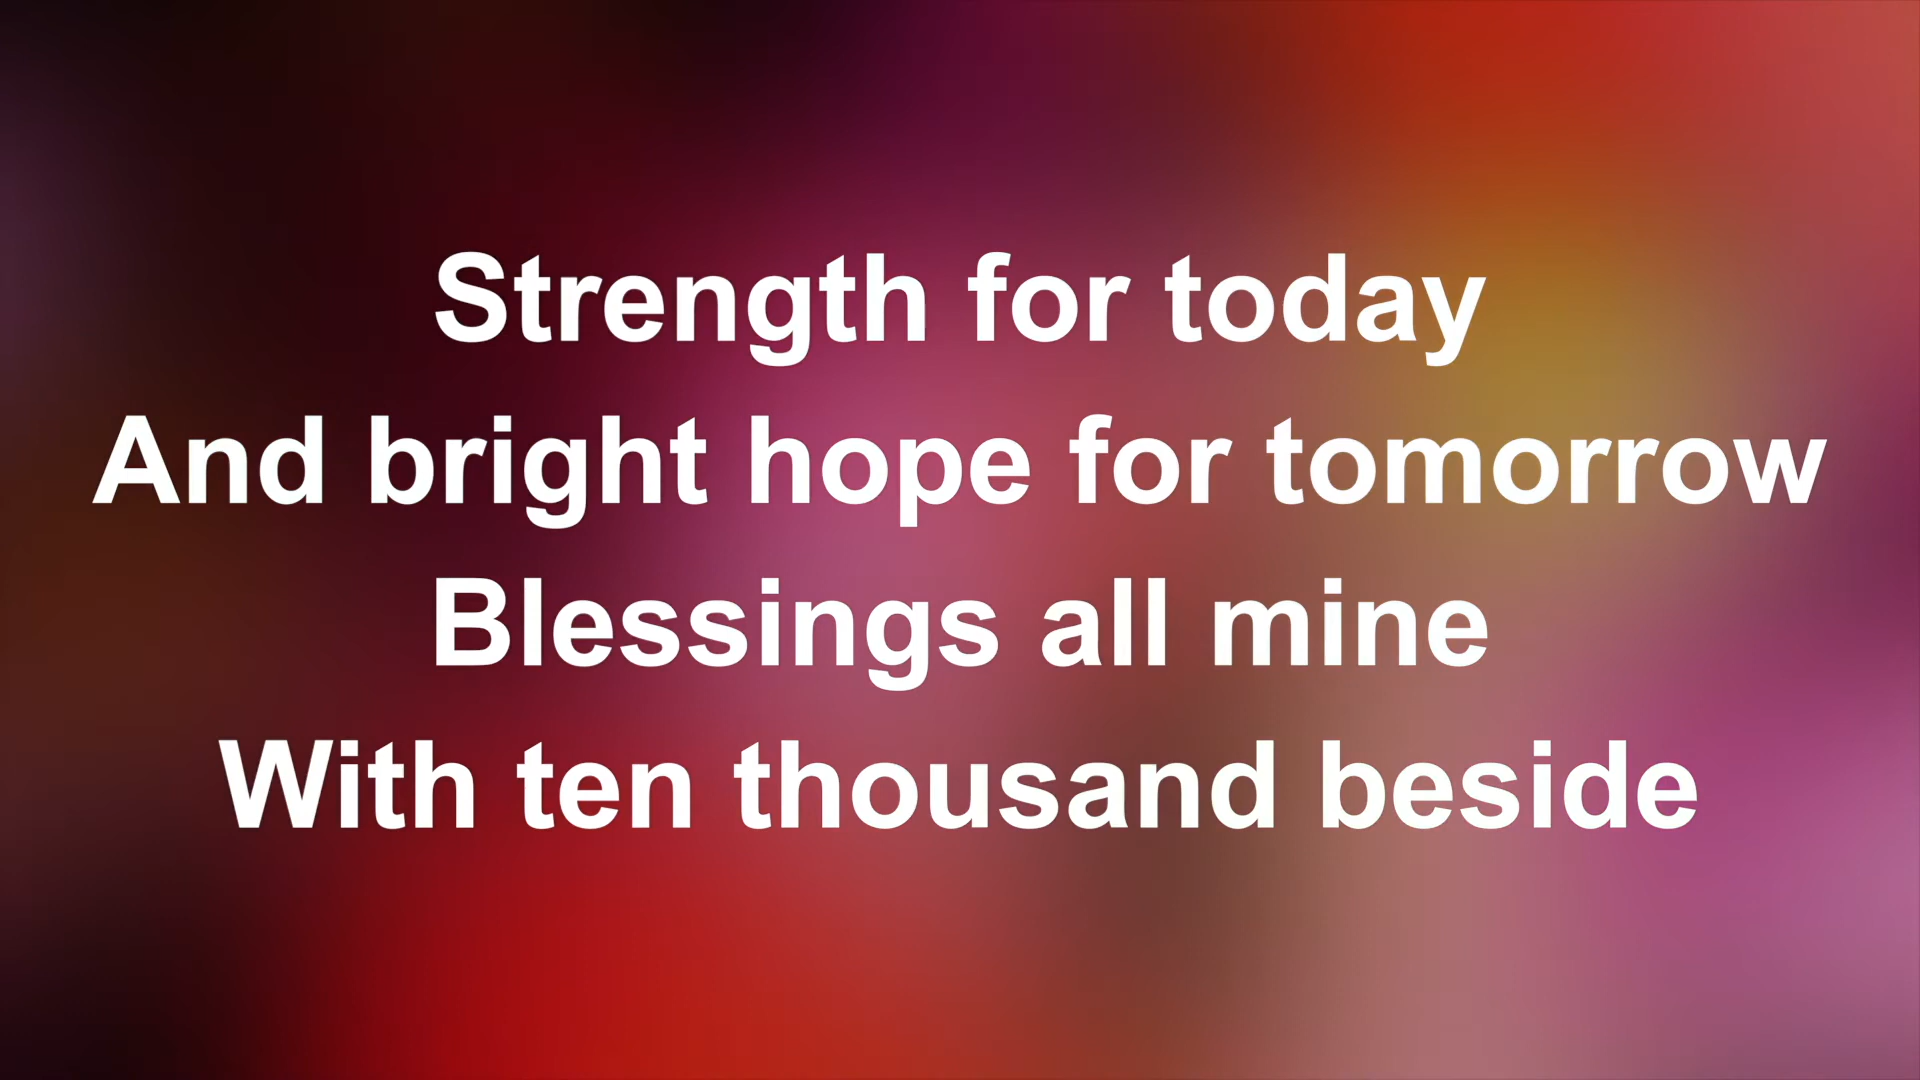 Strength for today
And bright hope for tomorrow
Blessings all mine
With ten thousand beside